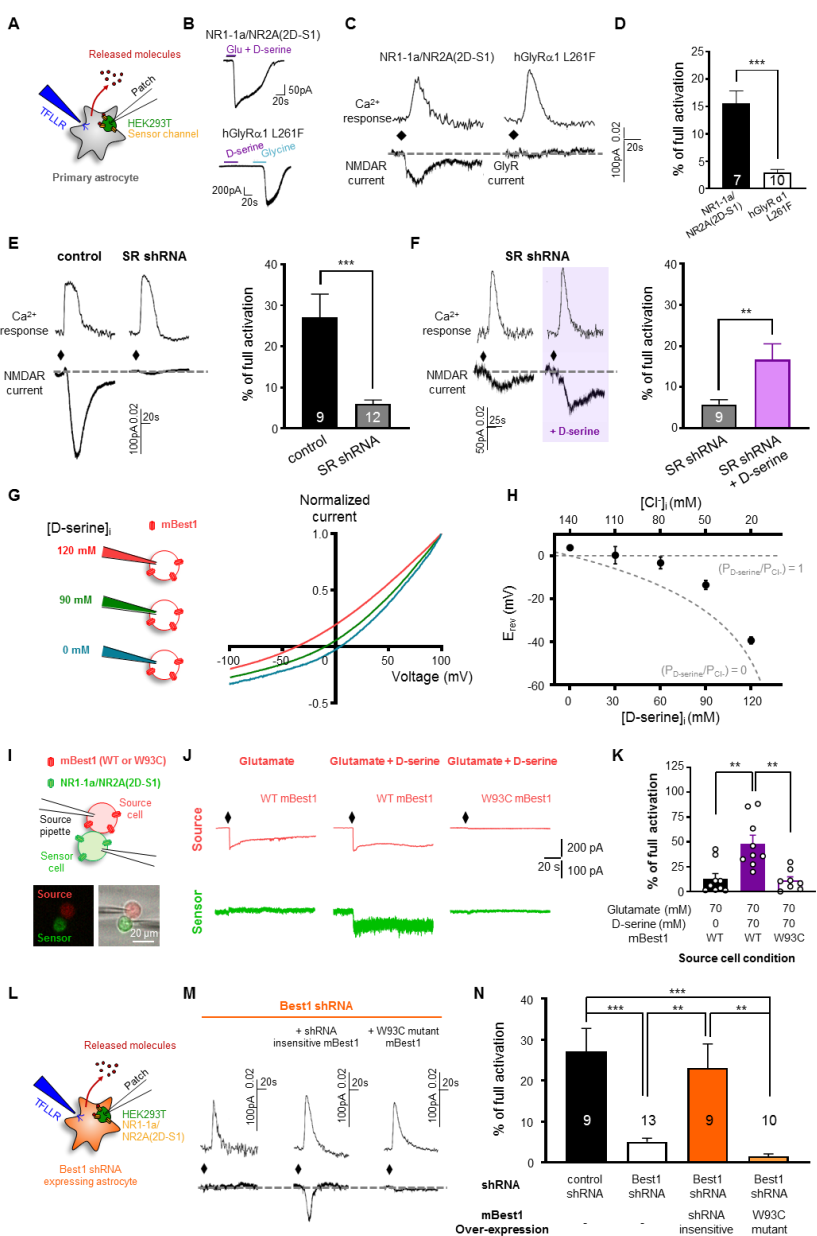 A
Released molecules
Patch
TFLLR
HEK293T
Sensor channel
Primary astrocyte
B
NR1-1a/NR2A(2D-S1)
Glu + D-serine
50pA
20s
hGlyRα1 L261F
D-serine
Glycine
200pA
20s
C
NR1-1a/NR2A(2D-S1)
hGlyRα1 L261F
Ca2+
response
NMDAR
current
GlyR
current
100pA 0.02
20s
D
% of full activation
25
20
15
10
5
0
***
7
10
NR1-1a/
NR2A(2D-S1)
hGlyRα1
L261F
E
control
SR shRNA
Ca2+
response
NMDAR
current
100pA 0.02
20s
% of full activation
40
30
20
10
0
***
9
12
control
SR shRNA
F
SR shRNA
Ca2+
response
NMDAR
current
50pA 0.02
25s
+ D-serine
% of full activation
40
30
20
10
0
**
9
SR shRNA
SR shRNA
+ D-serine
G
[D-serine]i
mBest1
120 mM
90 mM
0 mM
Normalized
current
1.0
0.5
-100
-50
0
50
100
Voltage (mV)
-0.5
H
[Cl-]i(mM)
140
110
80
50
20
0
-20
-40
-60
Erev (mV)
(PD-serine/PCl-) = 1
(PD-serine/PCl-) = 0
0
30
60
90
120
[D-serine]i(mM)
I
mBest1 (WT or W93C)
NR1-1a/NR2A(2D-S1)
Source
cell
Source
pipette
Sensor
cell
Source
Sensor
20 µm
J
Glutamate
Glutamate + D-serine
Glutamate + D-serine
Source
WT mBest1
WT mBest1
W93C mBest1
200 pA
20 s
100 pA
Sensor
K
% of full activation
125
100
75
50
25
0
**
**
Glutamate (mM)
70
70
70
D-serine (mM)
0
70
70
mBest1
WT
WT
W93C
Source cell condition
L
Released molecules
Patch
TFLLR
HEK293T
NR1-1a/
NR2A(2D-S1)
Best1 shRNA
expressing astrocyte
M
Best1 shRNA
+ shRNA
insensitive mBest1
+ W93C mutant
mBest1
100pA 0.02
20s
100pA 0.02
20s
100pA 0.02
20s
N
% of full activation
40
30
20
10
0
***
***
**
**
9
13
9
10
shRNA
control
shRNA
Best1
shRNA
Best1
shRNA
Best1
shRNA
mBest1
Over-expression
-
-
shRNA
insensitive
W93C
mutant